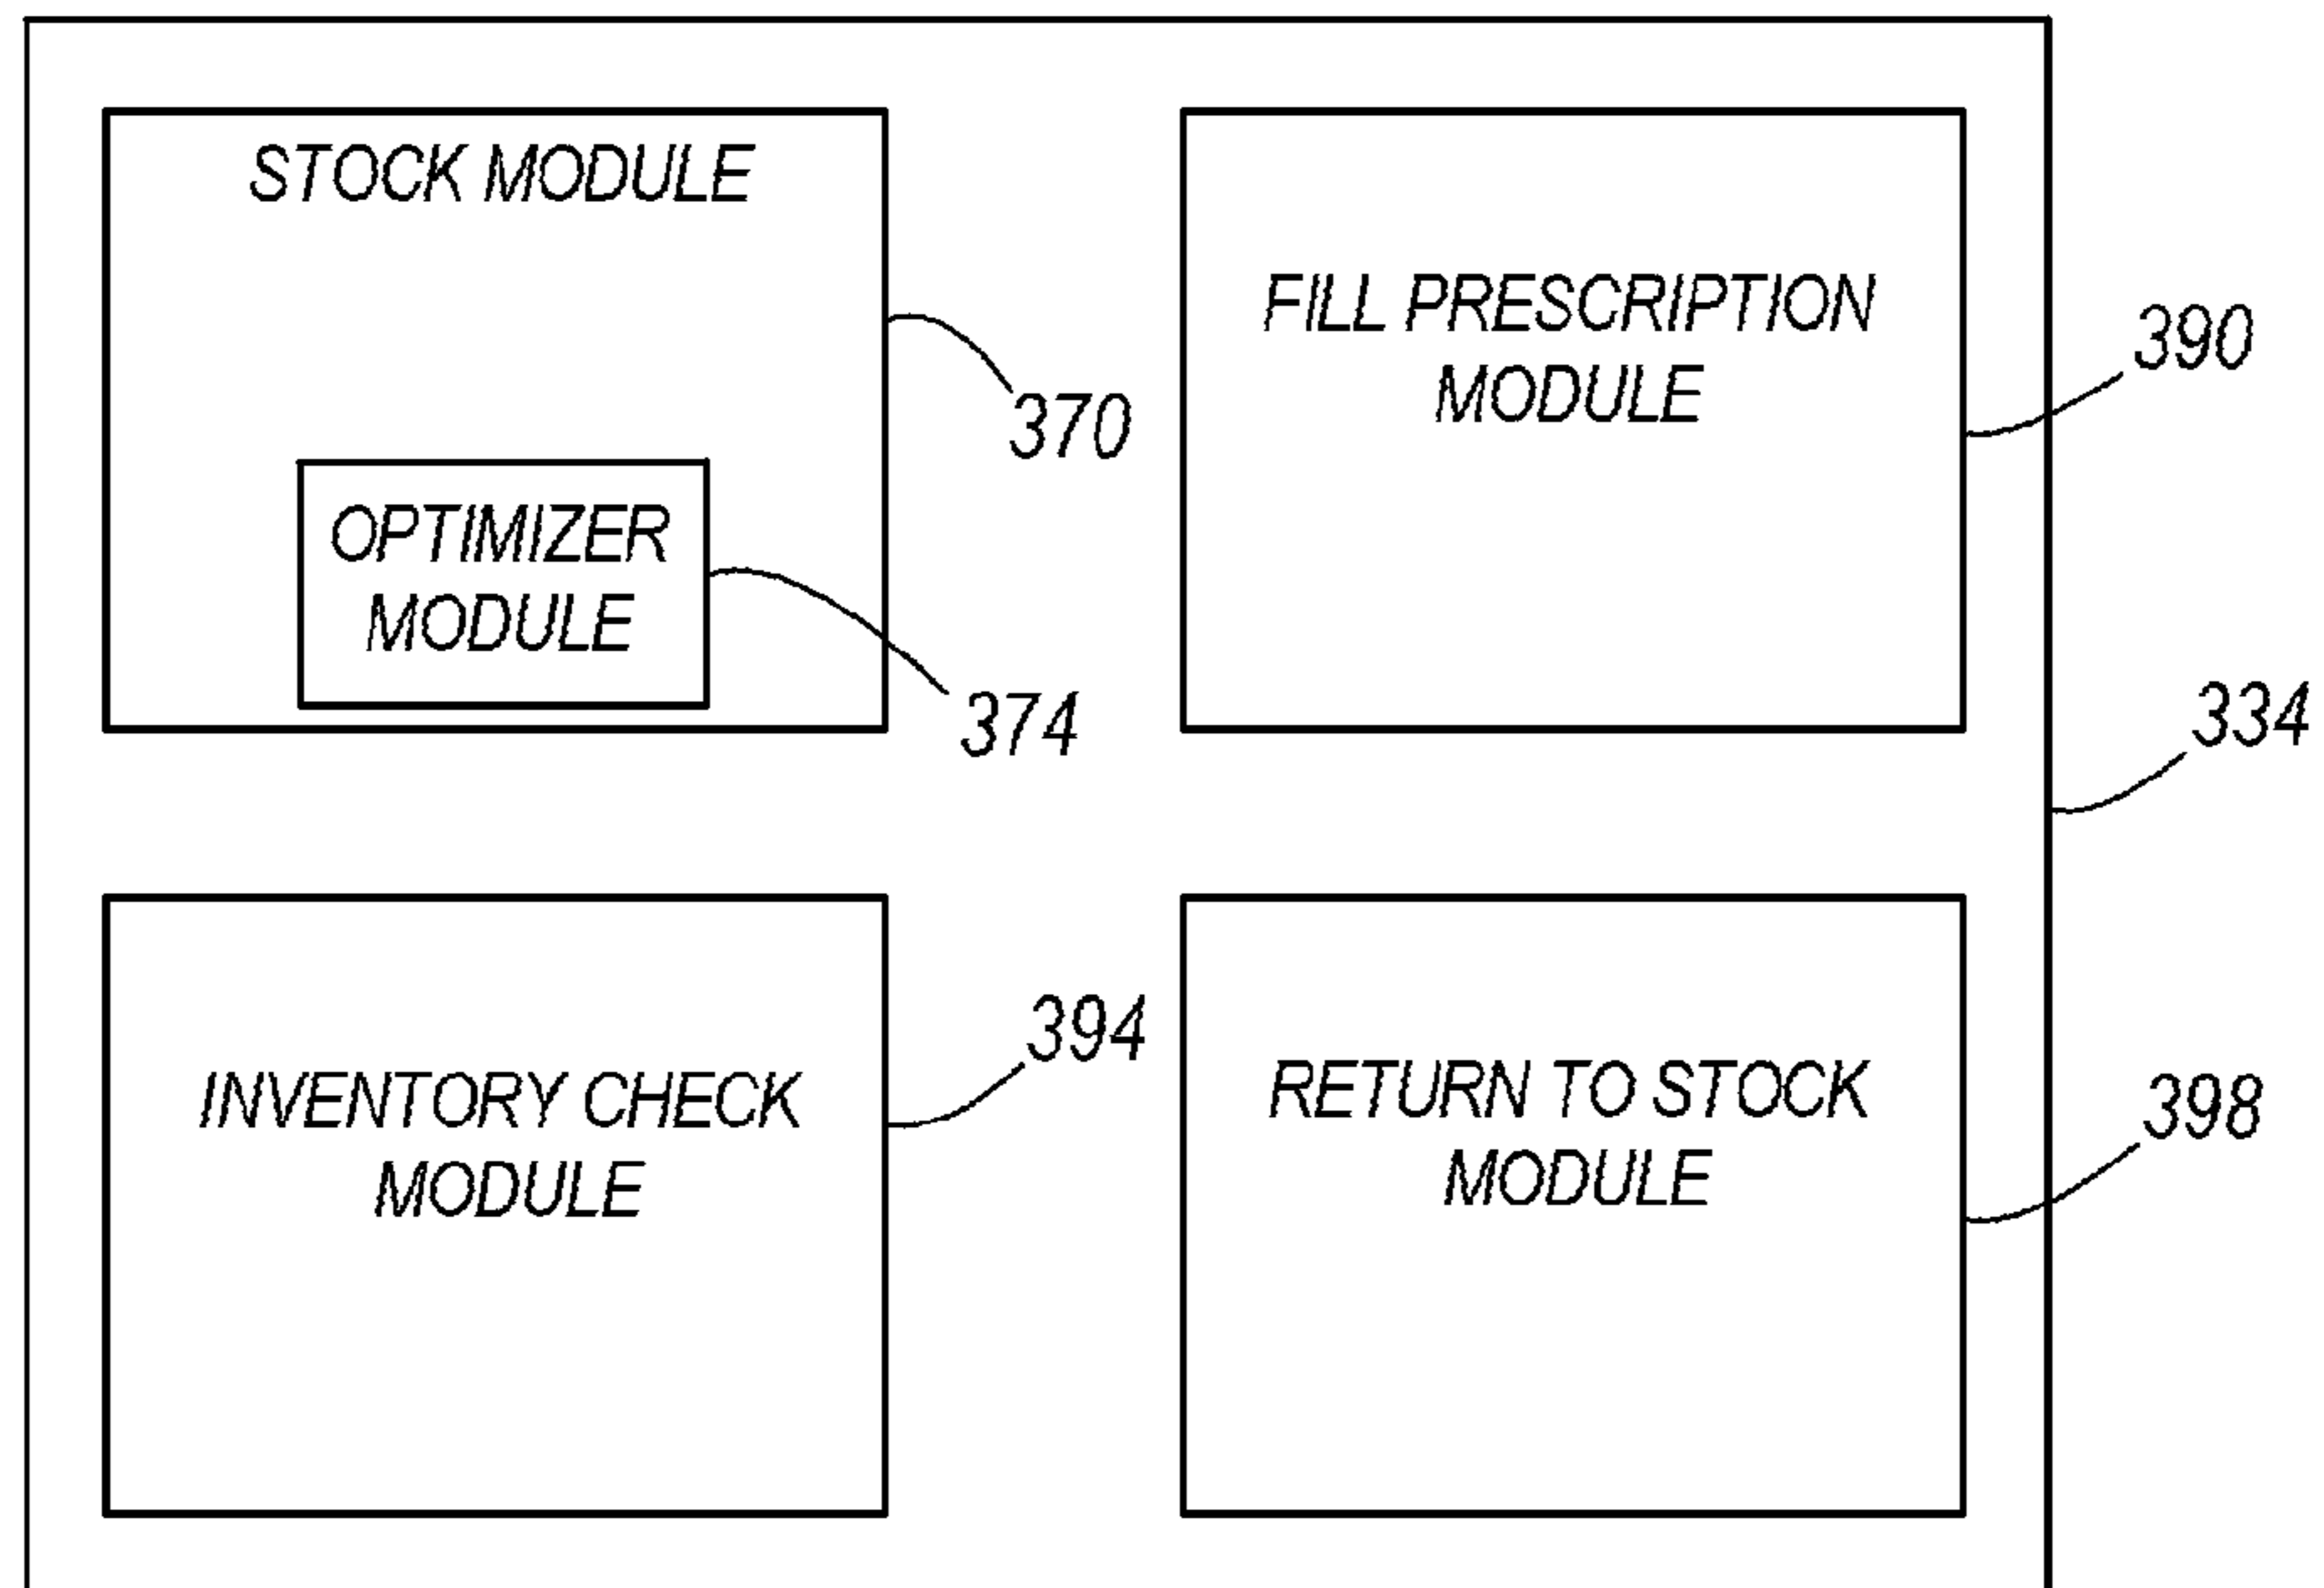 STOCK MODULE
OPTIMIZER
MODULE
370
374
FILL PRESCRIPTION
MODULE
390
334
INVENTORY CHECK
MODULE
394
RETURN TO STOCK
MODULE
398